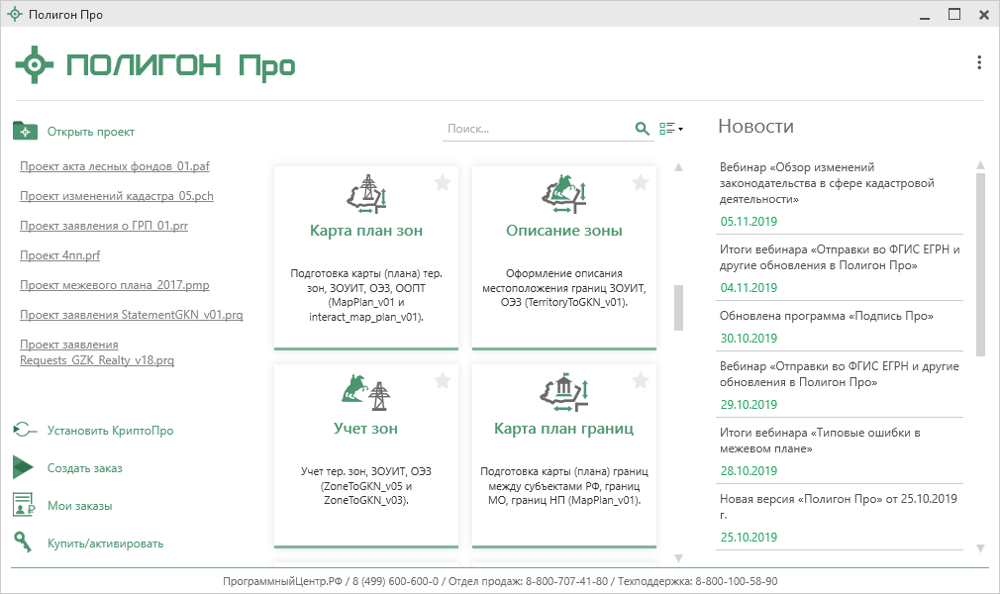 Полигон Про
ПОЛИГОН Про
Открыть проект
Проект акта лесных фондов_01.paf
Проект изменений кадастра_05.pch
Проект заявления о ГРП_01.prr
Проект 4пп.prf
Проект межевого плана_2017.pmp
Проект заявления StatementGKN_v01.prq
Проект заявления
Requests_GZK_Realty_v18.prq
Установить КриптоПро
Создать заказ
Мои заказы
Купить/активировать
Поиск...
Карта план зон
Подготовка карты (плана) тер.
зон, ЗОУИТ, ОЭЗ, ООПТ
(MapPlan_v01 и
interact_map_plan_v01).
Описание зоны
Оформление описания
местоположения границ ЗОУИТ,
ОЭЗ (TerritoryToGKN_v01).
Учет зон
Учет тер. зон, ЗОУИТ, ОЭЗ
(ZoneToGKN_v05 и
ZoneToGKN_v03).
Карта план границ
Подготовка карты (плана) границ
между субъектами РФ, границ
МО, границ НП (MapPlan_v01).
Новости
Вебинар «Обзор изменений
законодательства в сфере кадастровой
деятельности»
05.11.2019
Итоги вебинара «Отправки во ФГИС ЕГРН и
другие обновления в Полигон Про»
04.11.2019
Обновлена программа «Подпись Про»
30.10.2019
Вебинар «Отправки во ФГИС ЕГРН и другие
обновления в Полигон Про»
29.10.2019
Итоги вебинара «Типовые ошибки в
межевом плане»
28.10.2019
Новая версия «Полигон Про» от 25.10.2019
г.
25.10.2019
ПрограммныйЦентр.РФ / 8 (499) 600-600-0 / Отдел продаж: 8-800-707-41-80 / Техподдержка: 8-800-100-58-90